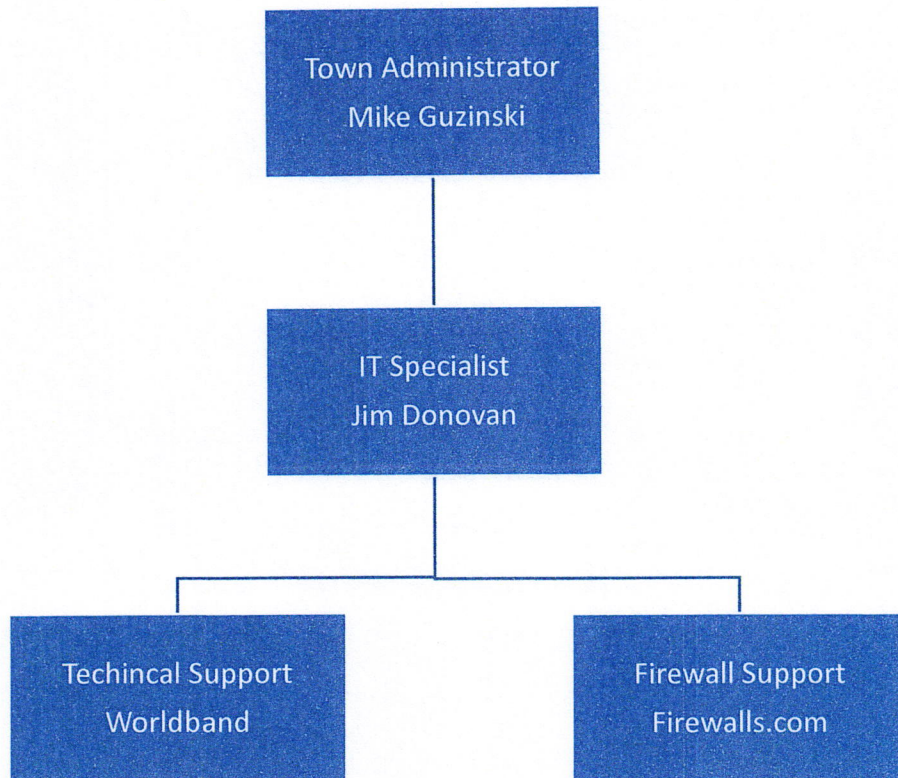 Town Administrator
Mike Guzinski
IT Specialist
Jim Donovan
Techincal Support
Worldband
Firewall Support
Firewalls.com